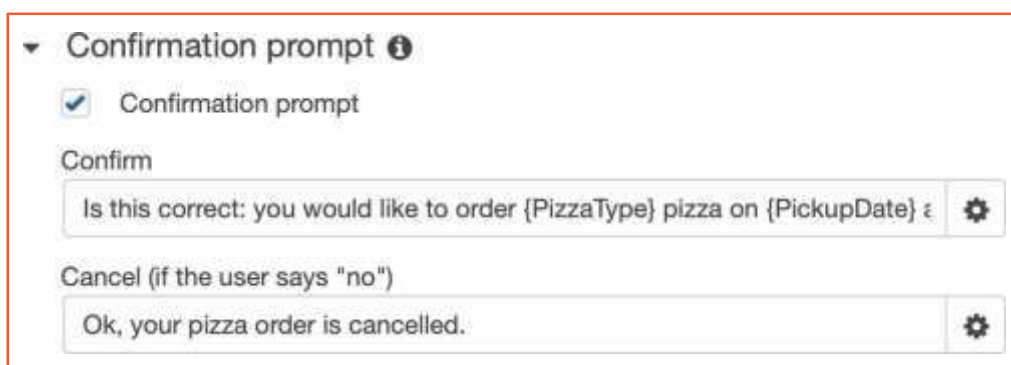 Confirmation prompt
Confirmation prompt
Confirm
Is this correct: you would like to order {PizzaType} pizza on {PickupDate}
Cancel (if the user says "no")
Ok, your pizza order is cancelled.